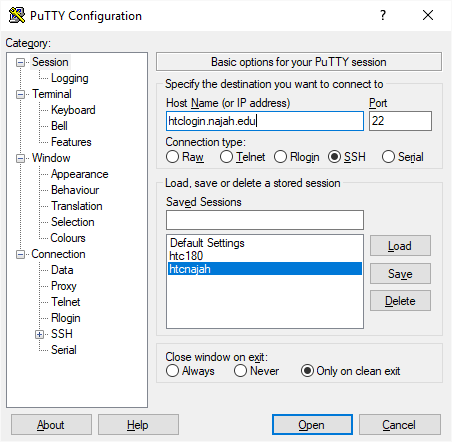 PuTTY Configuration
Category:
Session
Logging
Terminal
Keyboard
Bell
Features
Window
Appearance
Behaviour
Translation
Selection
Colours
Connection
Data
Proxy
Telnet
Rlogin
SSH
Serial
Basic options for your PuTTY session
Specify the destination you want to connect to
Host Name (or IP address) Port
htclogin.najah.edu 22
Connection type:
Raw Telnet Rlogin SSH Serial
Load, save or delete a stored session
Saved Sessions
Default Settings
htc180
htcnajah
Load
Save
Delete
Close window on exit:
Always Never Only on clean exit
About Help Open Cancel